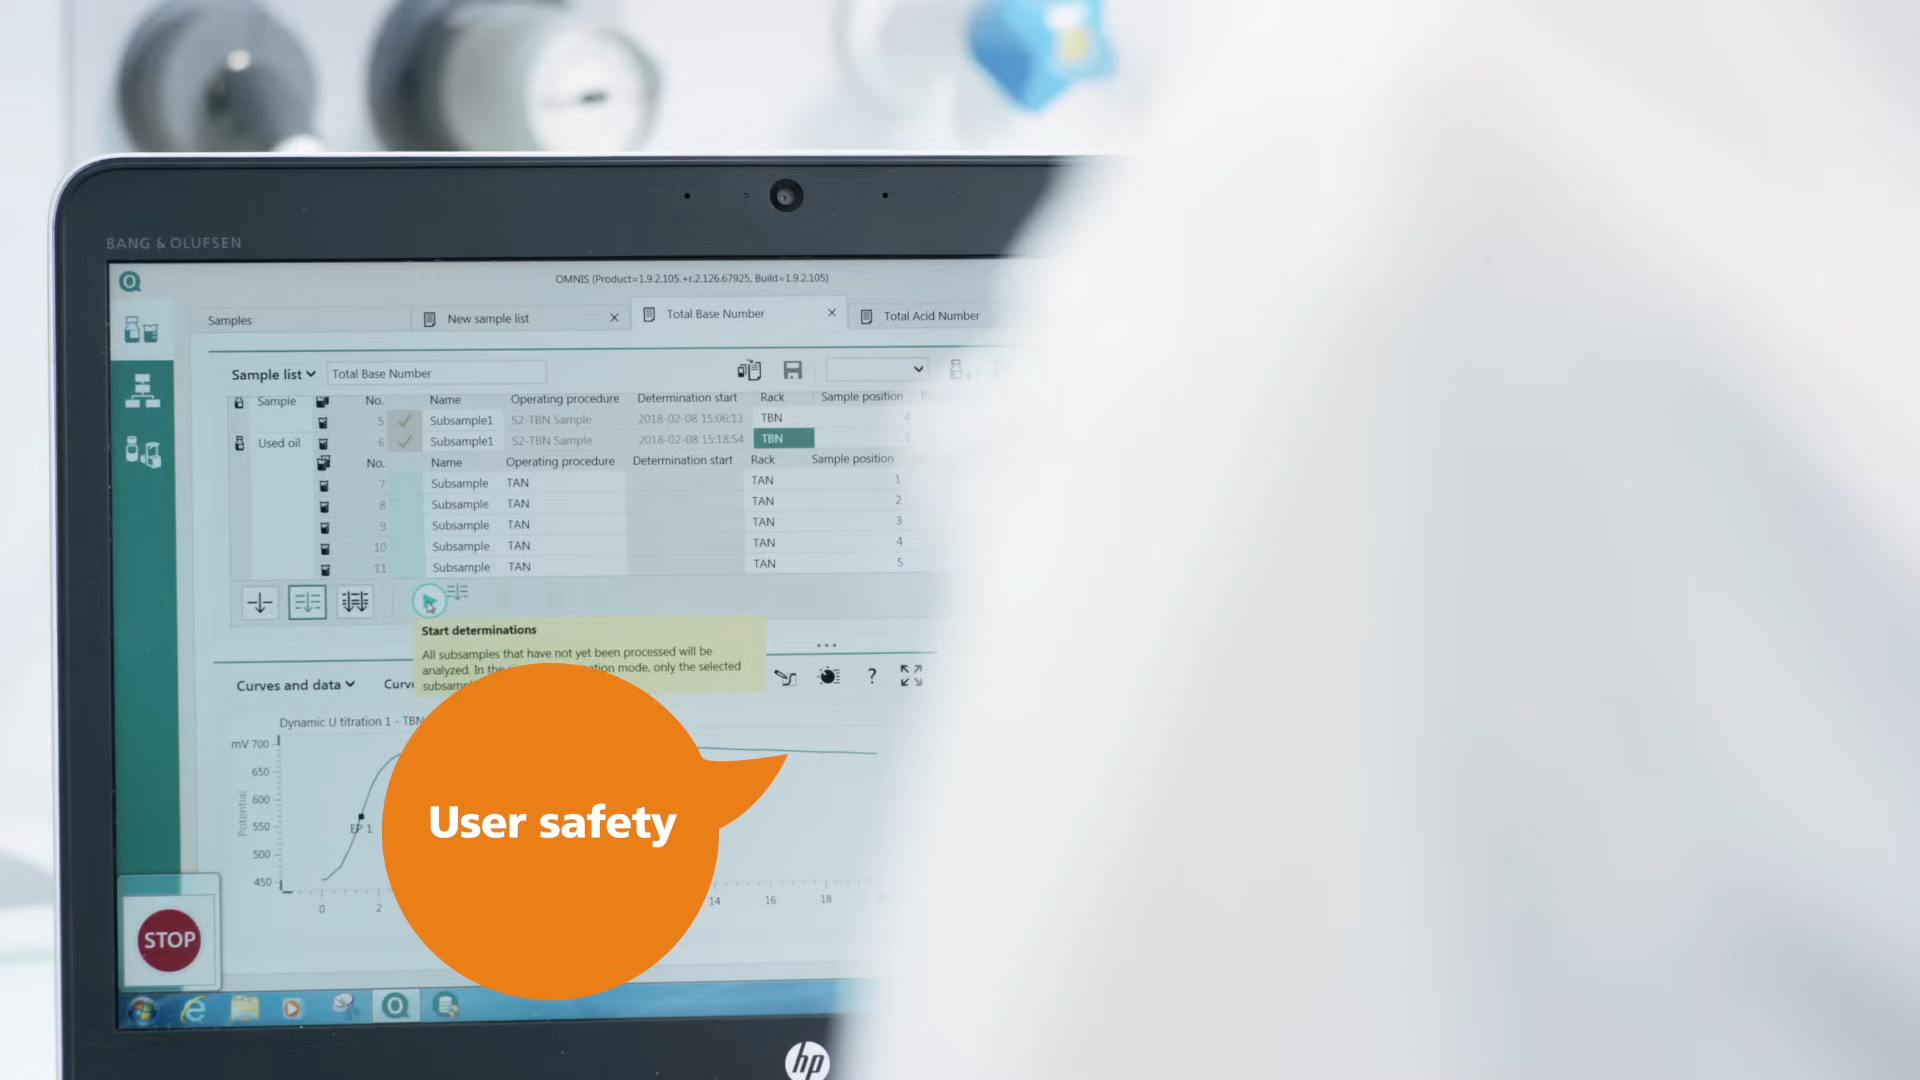 BANG & OLUFSEN
OMNIS (Product=1.9.2.105.+r.2.126.67925, Build=1.9.2.105)
Samples
New sample list
Total Base Number
Total Acid Number
Sample list
Total Base Number
Sample No. Name Operating procedure Determination start Rack Sample position
5 Subsample1 S2-TBN Sample 2018-02-08 15:06:13 TBN 4
Used oil 6 Subsample1 S2-TBN Sample 2018-02-08 15:18:54 TBN
No. Name Operating procedure Determination start Rack Sample position
7 Subsample TAN TAN 1
8 Subsample TAN TAN 2
9 Subsample TAN TAN 3
10 Subsample TAN TAN 4
11 Subsample TAN TAN 5
Start determinations
All subsamples that have not yet been processed will be
analyzed. In the mode, only the selected
Curves and data
?
Dynamic U titration 1 - TBN
mV 700
650
600
550
500
450
Potential
EP 1
0 2 14 16 18
User safety
STOP
hp